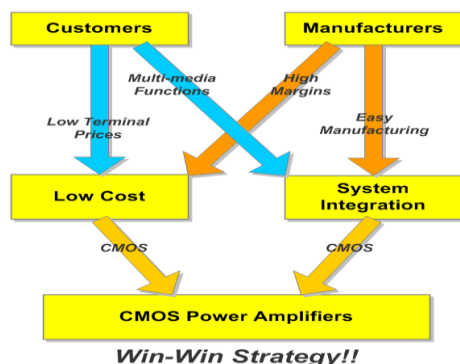 Customers
Manufacturers
Multi-media
Functions
High
Margins
Low Terminal
Prices
Easy
Manufacturing
Low Cost
System
Integration
CMOS
CMOS
CMOS Power Amplifiers
Win-Win Strategy!!